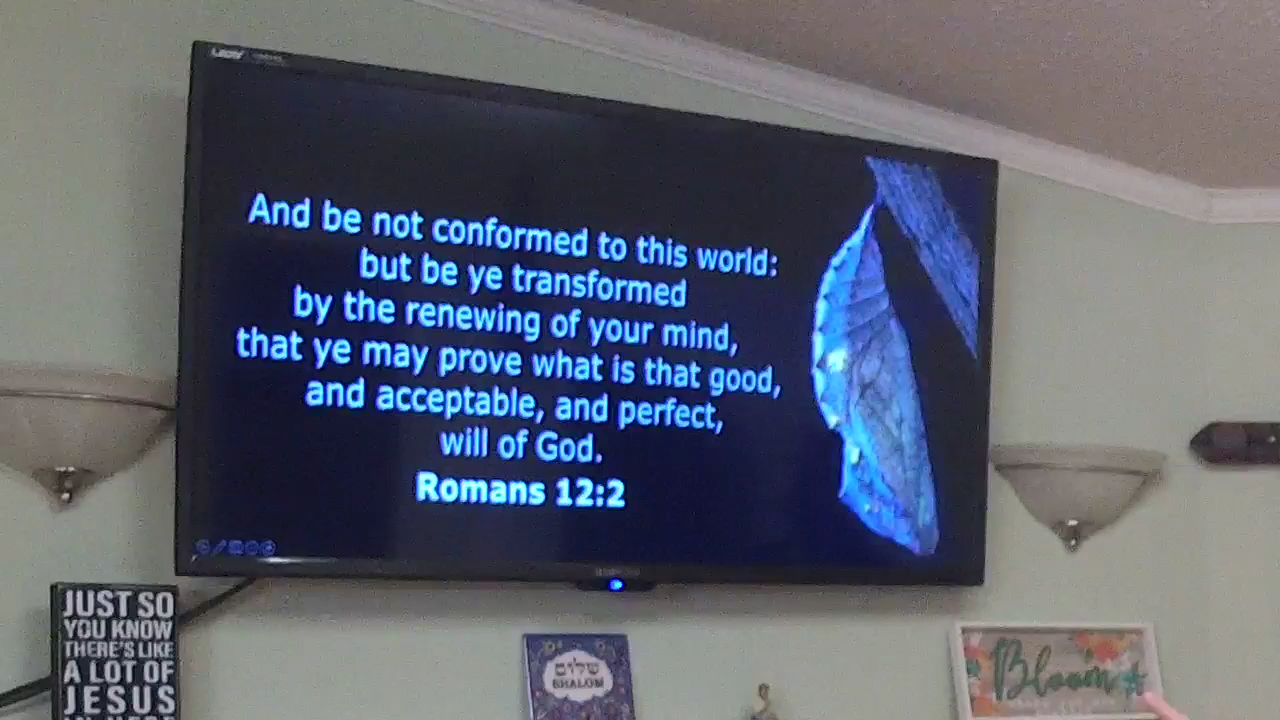 And be not conformed to this world:
but be ye transformed
by the renewing of your mind,
that ye may prove what is that good,
and acceptable, and perfect,
will of God.
Romans 12:2
JUST SO
YOU KNOW
THERE'S LIKE
A LOT OF
JESUS
שלום
SHALOM
Bloom